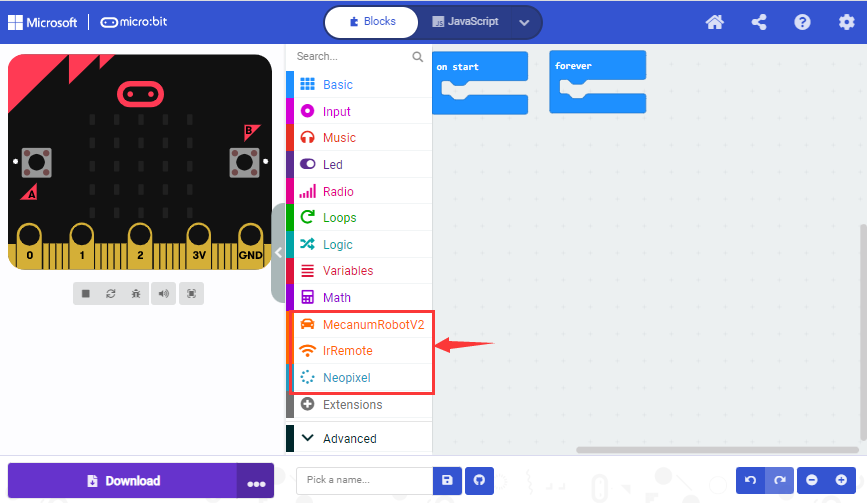 Microsoft
micro:bit
Blocks
JS
JavaScript
?
Search...
on start
forever
Basic
Input
Music
Led
Radio
Loops
Logic
Variables
Math
MecanumRobotV2
IrRemote
Neopixel
Extensions
Advanced
B
A
0
1
2
3V
GND
Download
Pick a name...